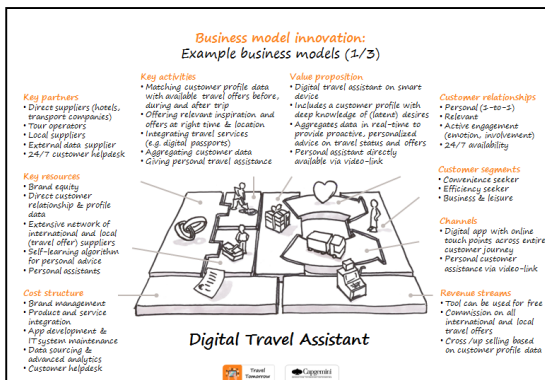 Business model innovation:
Example business models (1/3)
Key partners
• Direct suppliers (hotels,
transport companies)
• Tour operators
• Local suppliers
• External data supplier
• 24/7 customer helpdesk
Key activities
• Matching customer profile data
with available travel offers before,
during and after trip
• Offering relevant inspiration and
offers at right time & location
• Integrating travel services
(e.g. digital passports)
• Aggregating customer data
• Giving personal travel assistance
Value proposition
• Digital travel assistant on smart
device
• Includes a customer profile with
deep knowledge of (latent) desires
• Aggregates data in real-time to
provide proactive, personalized
advice on travel status and offers
• Personal assistant directly
available via video-link
Customer relationships
• Personal (1-to-1)
• Relevant
• Active engagement
(emotion, involvement)
• 24/7 availability
Key resources
• Brand equity
• Direct customer
relationship & profile
data
• Extensive network of
international and local
(travel offer) suppliers
• Self-learning algorithm
for personal advice
• Personal assistants
Customer segments
• Convenience seeker
• Efficiency seeker
• Business & leisure
Channels
• Digital app with online
touch points across entire
customer journey
• Personal customer
assistance via video-link
Cost structure
• Brand management
• Product and service
integration
• App development &
IT system maintenance
• Data sourcing &
advanced analytics
• Customer helpdesk
Revenue streams
• Tool can be used for free
• Commission on all
international and local
travel offers
• Cross /up selling based
on customer profile data
Digital Travel Assistant
Travel
Tomorrow
Capgemini